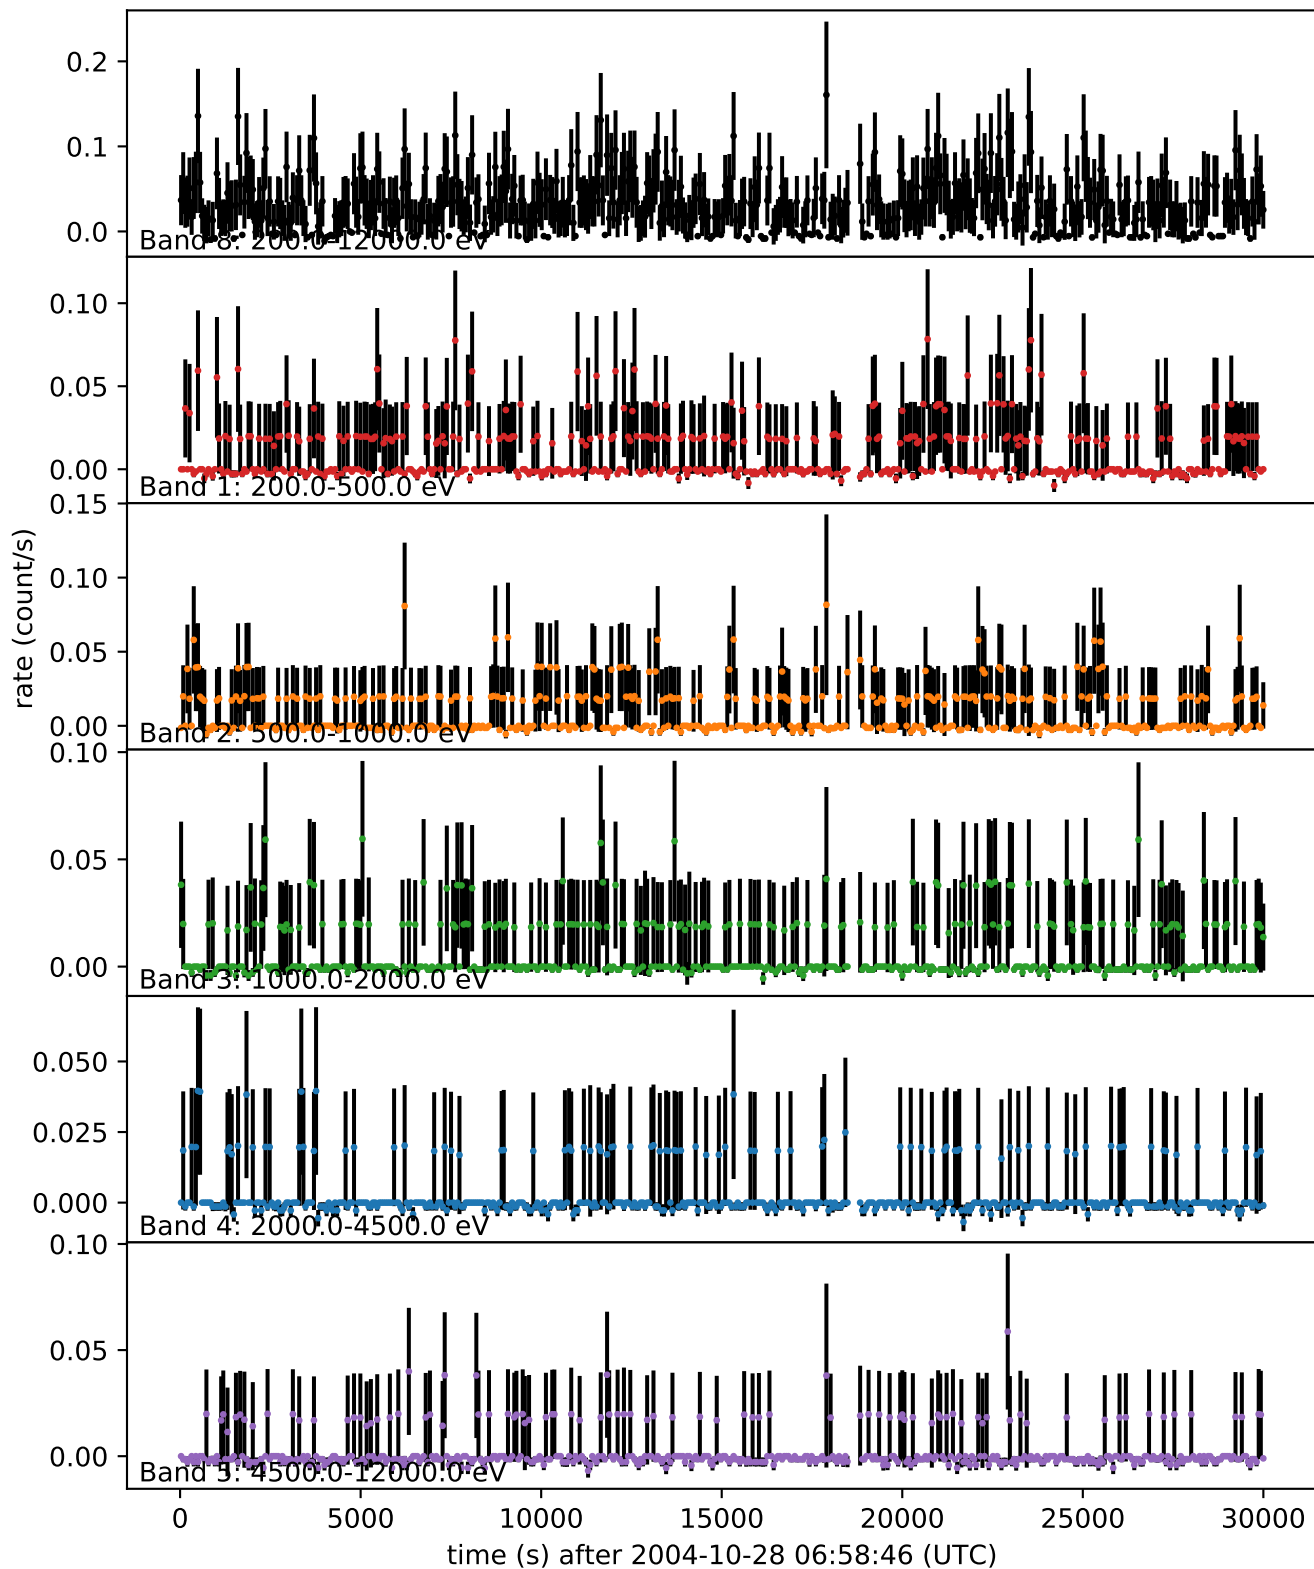 0.2
0.1
0.0
Band 8: 200.0-12000.0 eV
0.10
0.05
0.00
Band 1: 200.0-500.0 eV
0.15
0.10
0.05
0.00
Band 2: 500.0-1000.0 eV
rate (count/s)
0.10
0.05
0.00
Band 3: 1000.0-2000.0 eV
0.050
0.025
0.000
Band 4: 2000.0-4500.0 eV
0.10
0.05
0.00
Band 5: 4500.0-12000.0 eV
0 5000 10000 15000 20000 25000 30000
time (s) after 2004-10-28 06:58:46 (UTC)